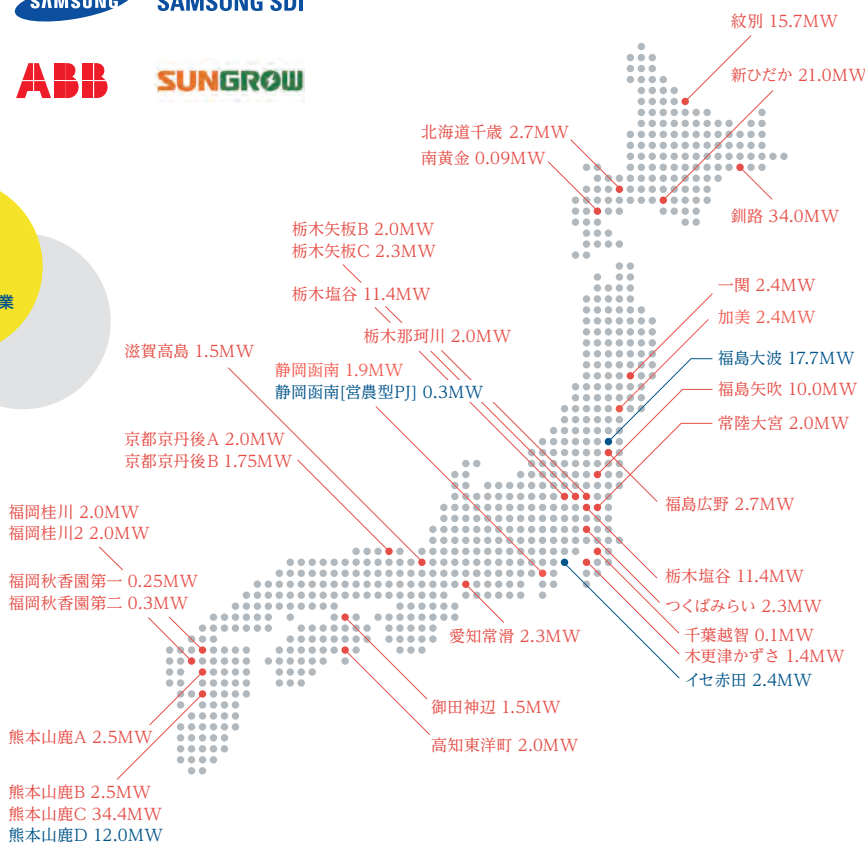 SAMSUNG
SAMSUNG SDI
ABB
SUNGROW
業
紋別 15.7MW
新ひだか 21.0MW
北海道千歳 2.7MW
南黄金 0.09MW
釧路 34.0MW
栃木矢板B 2.0MW
栃木矢板C 2.3MW
栃木塩谷 11.4MW
栃木那珂川 2.0MW
滋賀高島 1.5MW
静岡函南 1.9MW
静岡函南[営農型PJ] 0.3MW
一関 2.4MW
加美 2.4MW
福島大波 17.7MW
福島矢吹 10.0MW
常陸大宮 2.0MW
京都京丹後A 2.0MW
京都京丹後B 1.75MW
福島広野 2.7MW
福岡桂川 2.0MW
福岡桂川2 2.0MW
福岡秋香園第一 0.25MW
福岡秋香園第二 0.3MW
栃木塩谷 11.4MW
つくばみらい 2.3MW
千葉越智 0.1MW
木更津かずさ 1.4MW
イセ赤田 2.4MW
愛知常滑 2.3MW
御田神辺 1.5MW
高知東洋町 2.0MW
熊本山鹿A 2.5MW
熊本山鹿B 2.5MW
熊本山鹿C 34.4MW
熊本山鹿D 12.0MW